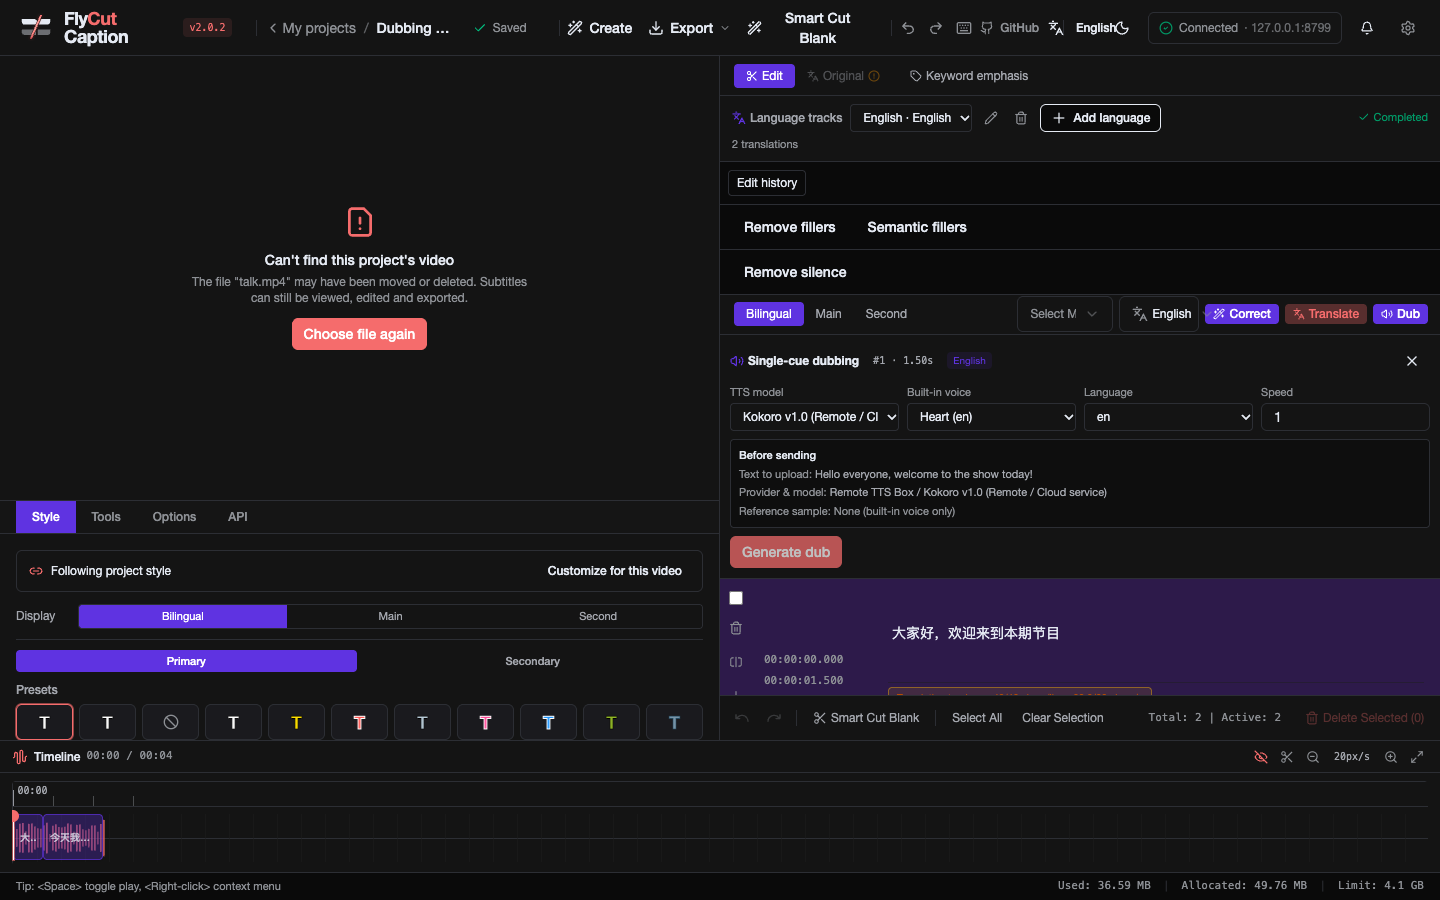 FlyCut Caption
v2.0.2
My projects / Dubbing ...
Saved
Create
Export
Smart Cut Blank
GitHub
English
Connected · 127.0.0.1:8799
Can't find this project's video
The file "talk.mp4" may have been moved or deleted. Subtitles
can still be viewed, edited and exported.
Choose file again
Style Tools Options API
Following project style
Customize for this video
Display Bilingual Main Second
Primary Secondary
Presets
T T T T T T T T T T
Edit Original Keyword emphasis
Language tracks English · English Add language Completed
2 translations
Edit history
Remove fillers Semantic fillers
Remove silence
Bilingual Main Second Select M English Correct Translate Dub
Single-cue dubbing #1 · 1.50s English
TTS model Built-in voice Language Speed
Kokoro v1.0 (Remote / Cl Heart (en) en 1
Before sending
Text to upload: Hello everyone, welcome to the show today!
Provider & model: Remote TTS Box / Kokoro v1.0 (Remote / Cloud service)
Reference sample: None (built-in voice only)
Generate dub
大家好，欢迎来到本期节目
00:00:00.000
00:00:01.500
Smart Cut Blank Select All Clear Selection Total: 2 | Active: 2 Delete Selected (0)
Timeline 00:00 / 00:04 20px/s
00:00
大... 今天我...
Tip: <Space> toggle play, <Right-click> context menu
Used: 36.59 MB | Allocated: 49.76 MB | Limit: 4.1 GB